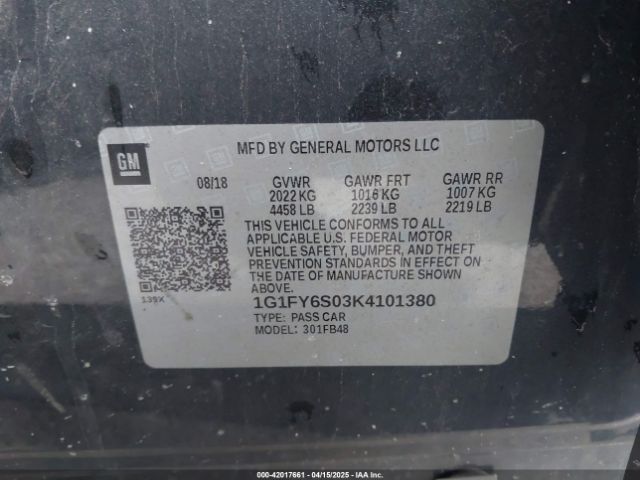 GM
MFD BY GENERAL MOTORS LLC
08/18 GVWR GAWR FRT GAWR RR
2022 KG 1016 KG 1007 KG
4458 LB 2239 LB 2219 LB
THIS VEHICLE CONFORMS TO ALL
APPLICABLE U.S. FEDERAL MOTOR
VEHICLE SAFETY, BUMPER, AND THEFT
PREVENTION STANDARDS IN EFFECT ON
THE DATE OF MANUFACTURE SHOWN
ABOVE.
139X
1G1FY6S03K4101380
TYPE: PASS CAR
MODEL: 301FB48
000-42017661 - 04/15/2025 - IAAI.COM